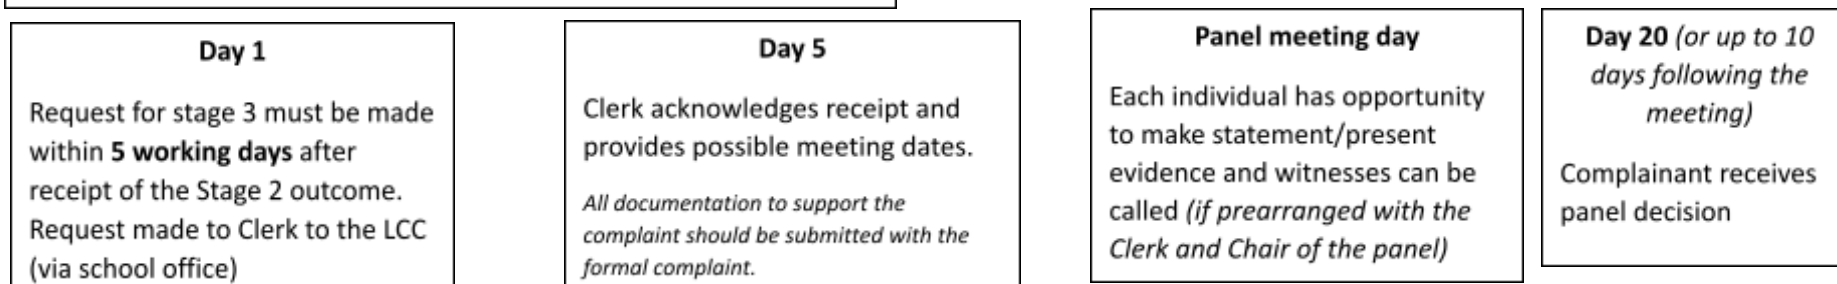 Day 1
Request for stage 3 must be made
within 5 working days after
receipt of the Stage 2 outcome.
Request made to Clerk to the LCC
(via school office)
Day 5
Clerk acknowledges receipt and
provides possible meeting dates.
All documentation to support the
complaint should be submitted with the
formal complaint.
Panel meeting day
Each individual has opportunity
to make statement/present
evidence and witnesses can be
called (if prearranged with the
Clerk and Chair of the panel)
Day 20 (or up to 10
days following the
meeting)
Complainant receives
panel decision